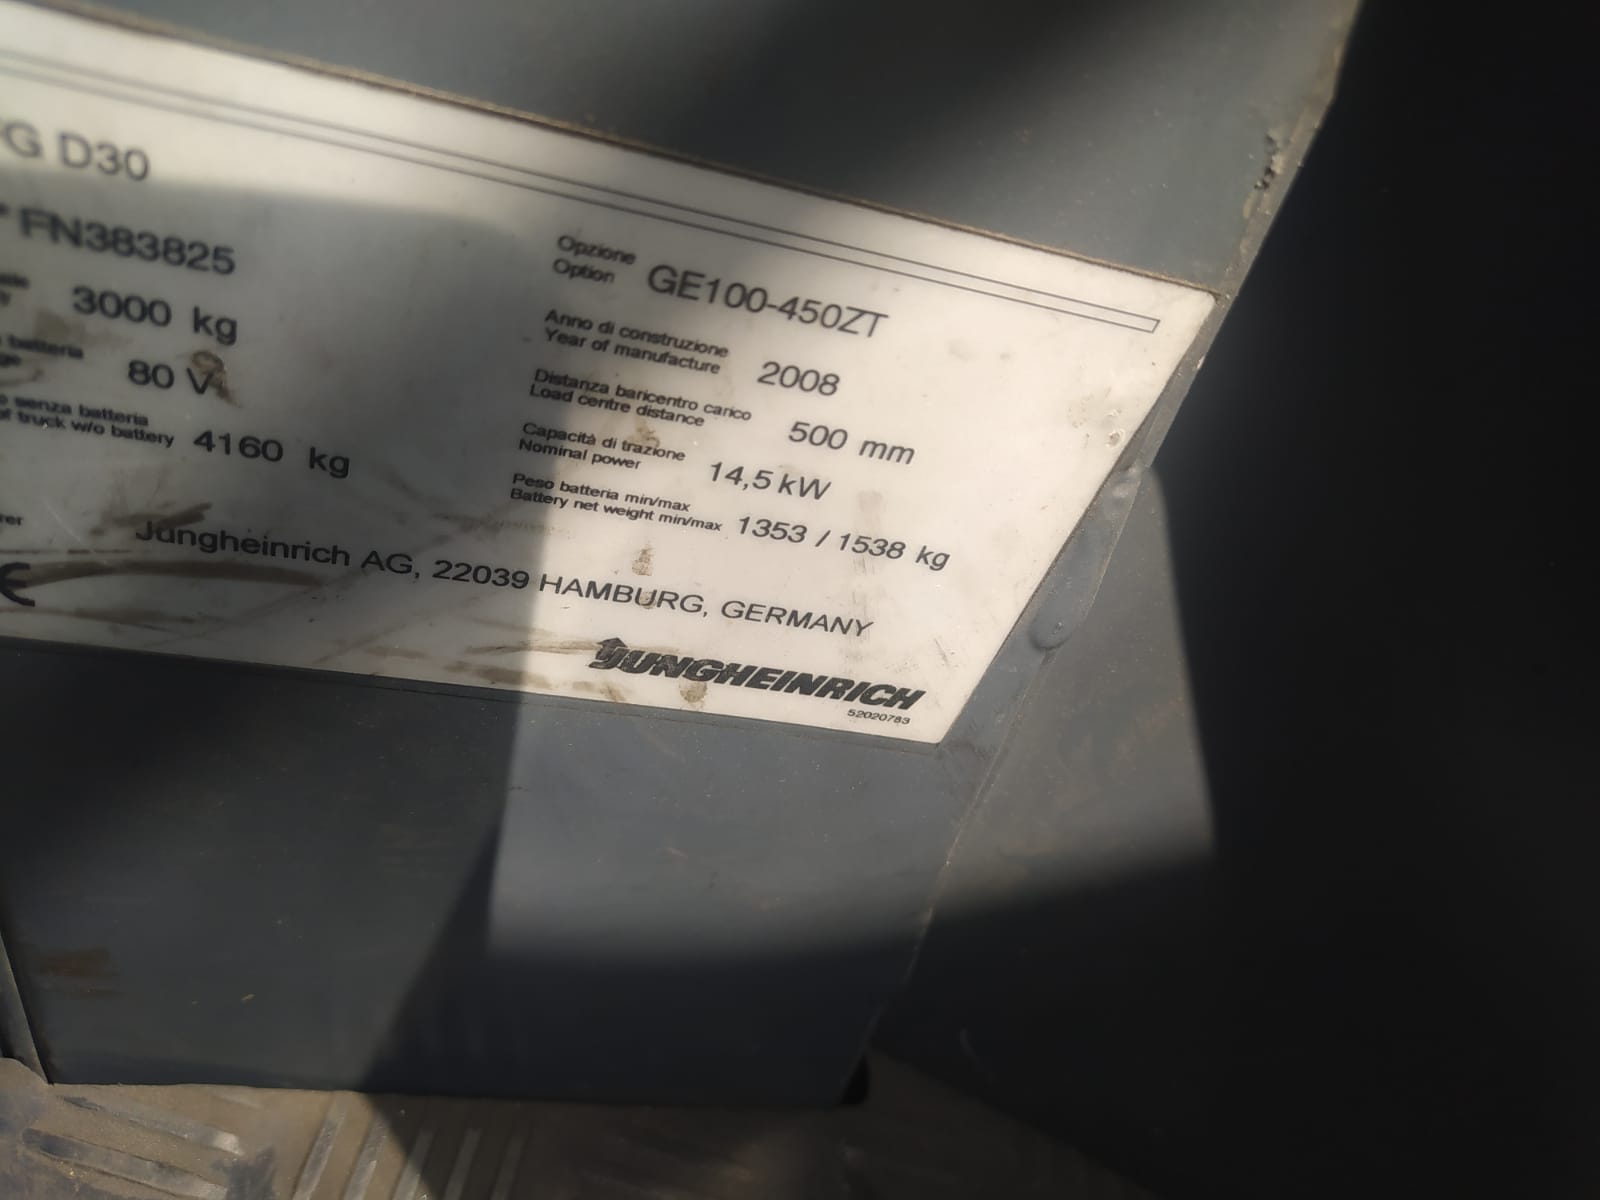 G D30
FN383825
Opzione
Option
GE100-450ZT
3000 kg
Anno di costruzione
Year of manufacture
2008
batteria
80 V
Distanza baricentro carico
Load centre distance
500 mm
senza batteria
truck w/o battery
4160 kg
Capacità di trazione
Nominal power
14,5 kW
Peso batteria min/max
Battery net weight min/max
1353 / 1538 kg
Jungheinrich AG, 22039 HAMBURG, GERMANY
JUNGHEINRICH
52020783